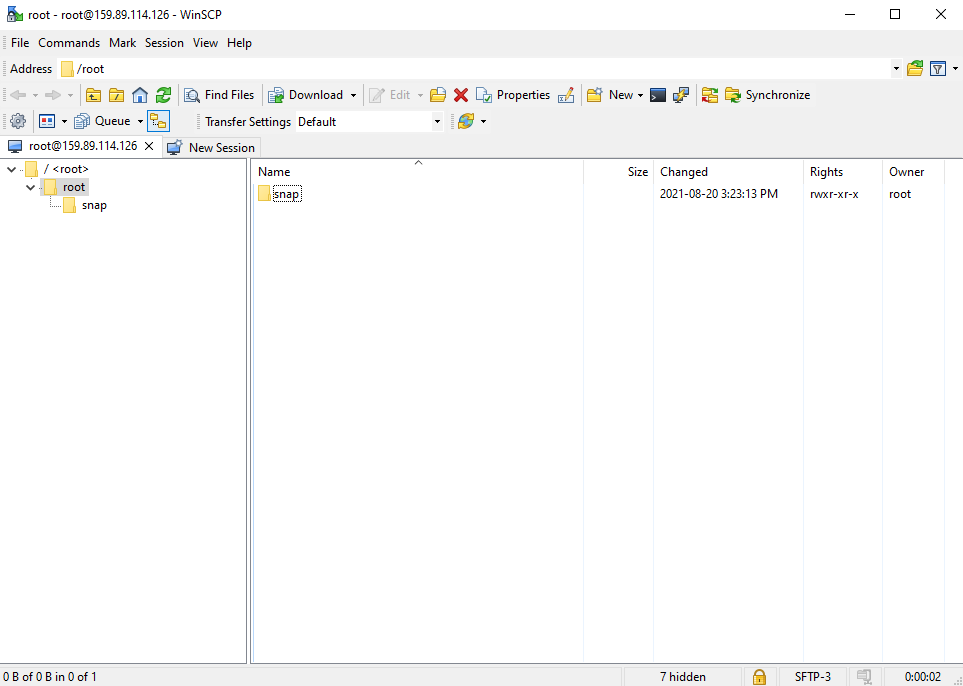 root - root@159.89.114.126 - WinSCP
File Commands Mark Session View Help
Address /root
Find Files Download Edit Properties New Synchronize
Queue Transfer Settings Default
root@159.89.114.126 New Session
/ <root>
root
snap
Name Size Changed Rights Owner
snap 2021-08-20 3:23:13 PM rwxr-xr-x root
0 B of 0 B in 0 of 1 7 hidden SFTP-3 0:00:02